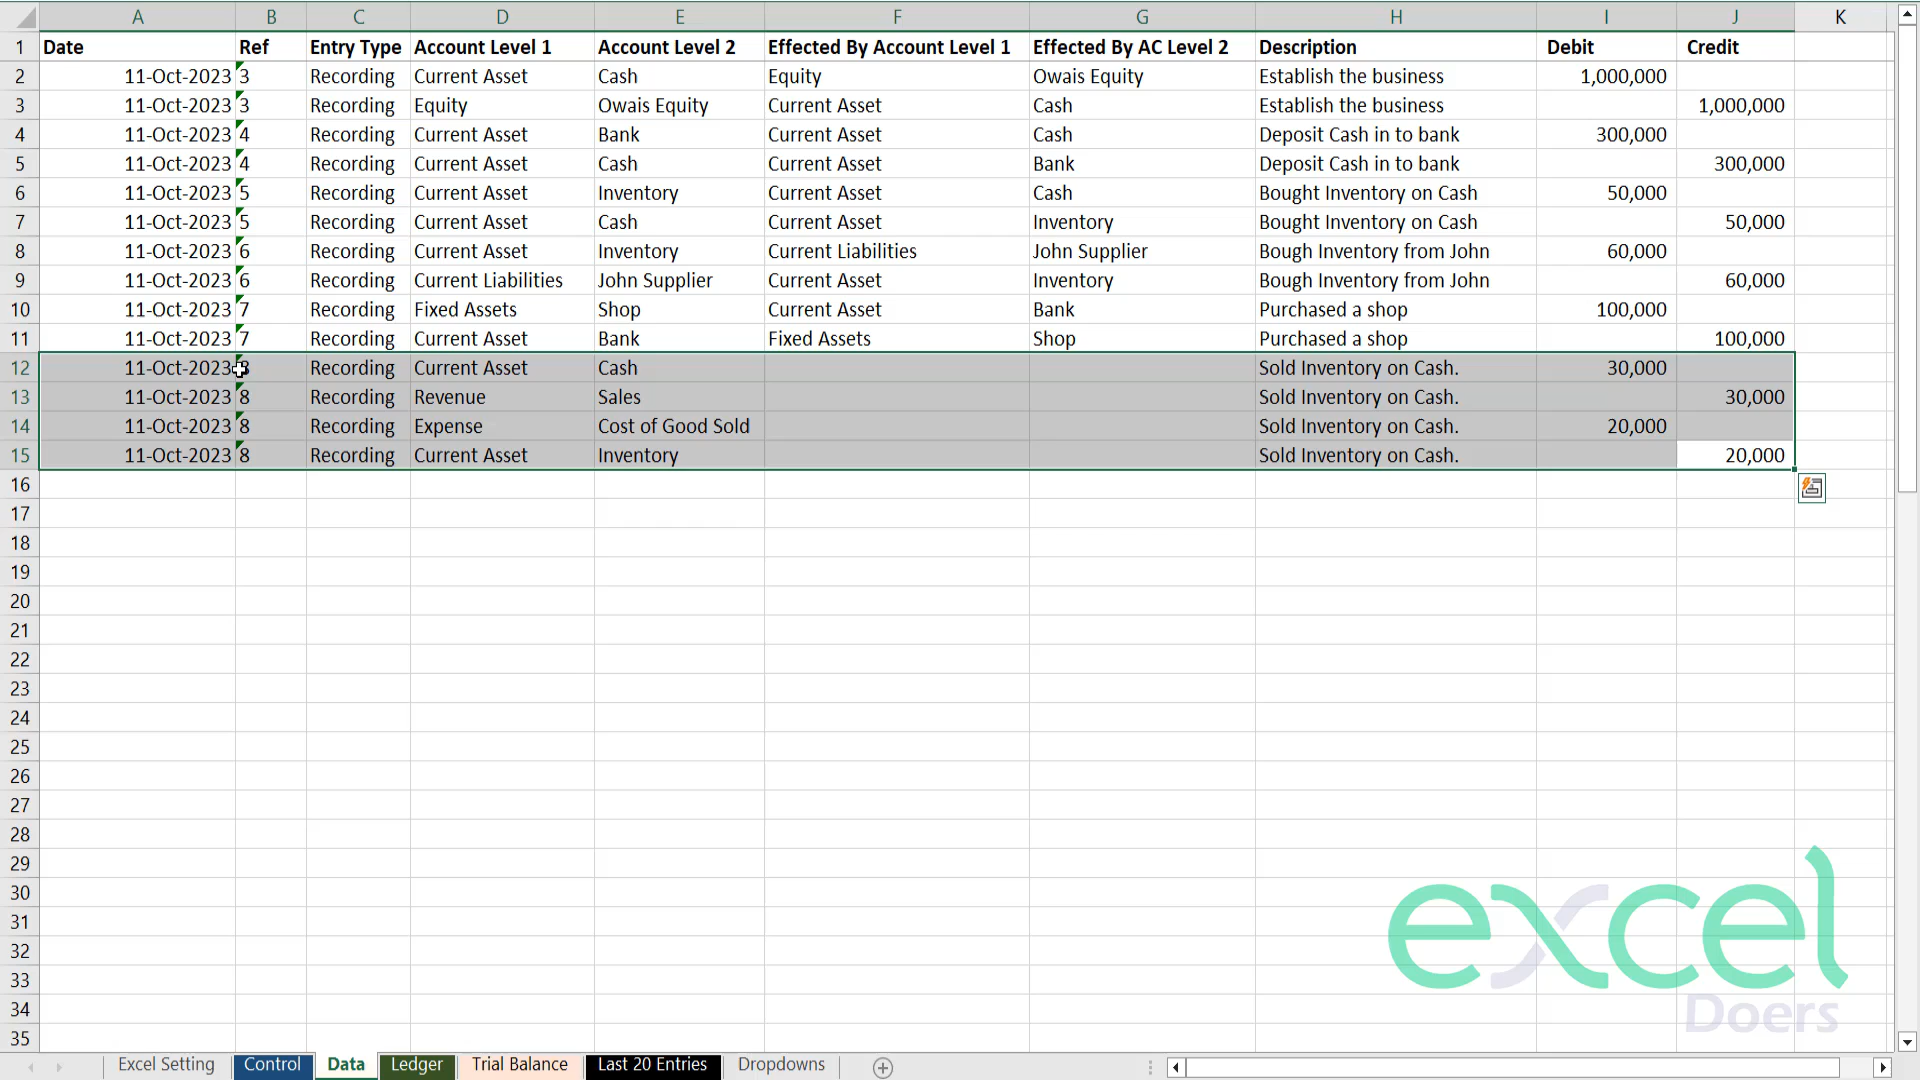 A B C D E F G H I J K
1 Date Ref Entry Type Account Level 1 Account Level 2 Effected By Account Level 1 Effected By AC Level 2 Description Debit Credit
2 11-Oct-2023 3 Recording Current Asset Cash Equity Owais Equity Establish the business 1,000,000
3 11-Oct-2023 3 Recording Equity Owais Equity Current Asset Cash Establish the business 1,000,000
4 11-Oct-2023 4 Recording Current Asset Bank Current Asset Cash Deposit Cash in to bank 300,000
5 11-Oct-2023 4 Recording Current Asset Cash Current Asset Bank Deposit Cash in to bank 300,000
6 11-Oct-2023 5 Recording Current Asset Inventory Current Asset Cash Bought Inventory on Cash 50,000
7 11-Oct-2023 5 Recording Current Asset Cash Current Asset Inventory Bought Inventory on Cash 50,000
8 11-Oct-2023 6 Recording Current Asset Inventory Current Liabilities John Supplier Bough Inventory from John 60,000
9 11-Oct-2023 6 Recording Current Liabilities John Supplier Current Asset Inventory Bought Inventory from John 60,000
10 11-Oct-2023 7 Recording Fixed Assets Shop Current Asset Bank Purchased a shop 100,000
11 11-Oct-2023 7 Recording Current Asset Bank Fixed Assets Shop Purchased a shop 100,000
12 11-Oct-2023 Recording Current Asset Cash Sold Inventory on Cash. 30,000
13 11-Oct-2023 8 Recording Revenue Sales Sold Inventory on Cash. 30,000
14 11-Oct-2023 8 Recording Expense Cost of Good Sold Sold Inventory on Cash. 20,000
15 11-Oct-2023 8 Recording Current Asset Inventory Sold Inventory on Cash. 20,000
16
17
18
19
20
21
22
23
24
25
26
27
28
29
30
31
32
33
34
35
excel
Doers
Excel Setting Control Data Ledger Trial Balance Last 20 Entries Dropdowns